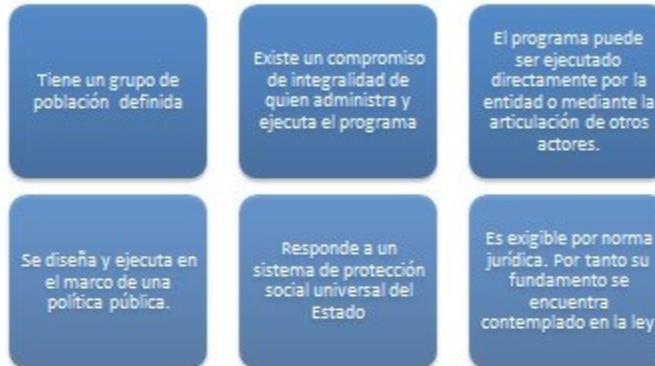 Tiene un grupo de
población definida
Existe un compromiso
de integralidad de
quien administra y
ejecuta el programa
El programa puede
ser ejecutado
directamente por la
entidad o mediante la
articulación de otros
actores.
Se diseña y ejecuta en
el marco de una
política pública.
Responde a un
sistema de protección
social universal del
Estado
Es exigible por norma
jurídica. Por tanto su
fundamento se
encuentra
contemplado en la ley